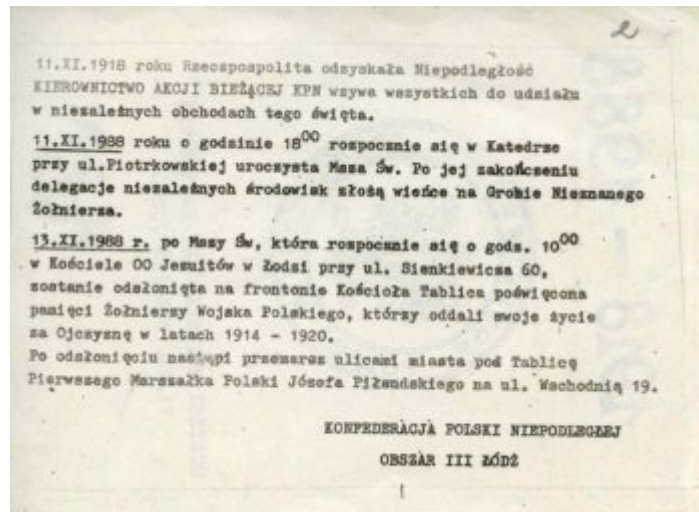 2
11.XI.1918 roku Rzeczpospolita odzyskała Niepodległość
KIEROWNICTWO AKCJI BIEŻĄCEJ KPN wzywa wszystkich do udziału
w niezależnych obchodach tego święta.
11.XI.1988 roku o godzinie 18⁰⁰ rozpocznie się w Katedrze
przy ul.Piotrkowskiej uroczysta Msza Św. Po jej zakończeniu
delegacje niezależnych środowisk złożą wieńce na Grobie Nieznanego
Żołnierza.
13.XI.1988 r. po Mszy Św, która rozpocznie się o godz. 10⁰⁰
w Kościele OO Jezuitów w Łodzi przy ul. Sienkiewicza 60,
zostanie odsłonięta na frontonie Kościoła Tablica poświęcona
pamięci Żołnierzy Wojska Polskiego, którzy oddali swoje życie
za Ojczyznę w latach 1914 - 1920.
Po odsłonięciu nastąpi przemarsz ulicami miasta pod Tablicę
Pierwszego Marszałka Polski Józefa Piłsudskiego na ul. Wschodnią 19.
KONFEDERACJA POLSKI NIEPODLEGŁEJ
OBSZAR III ŁÓDŹ